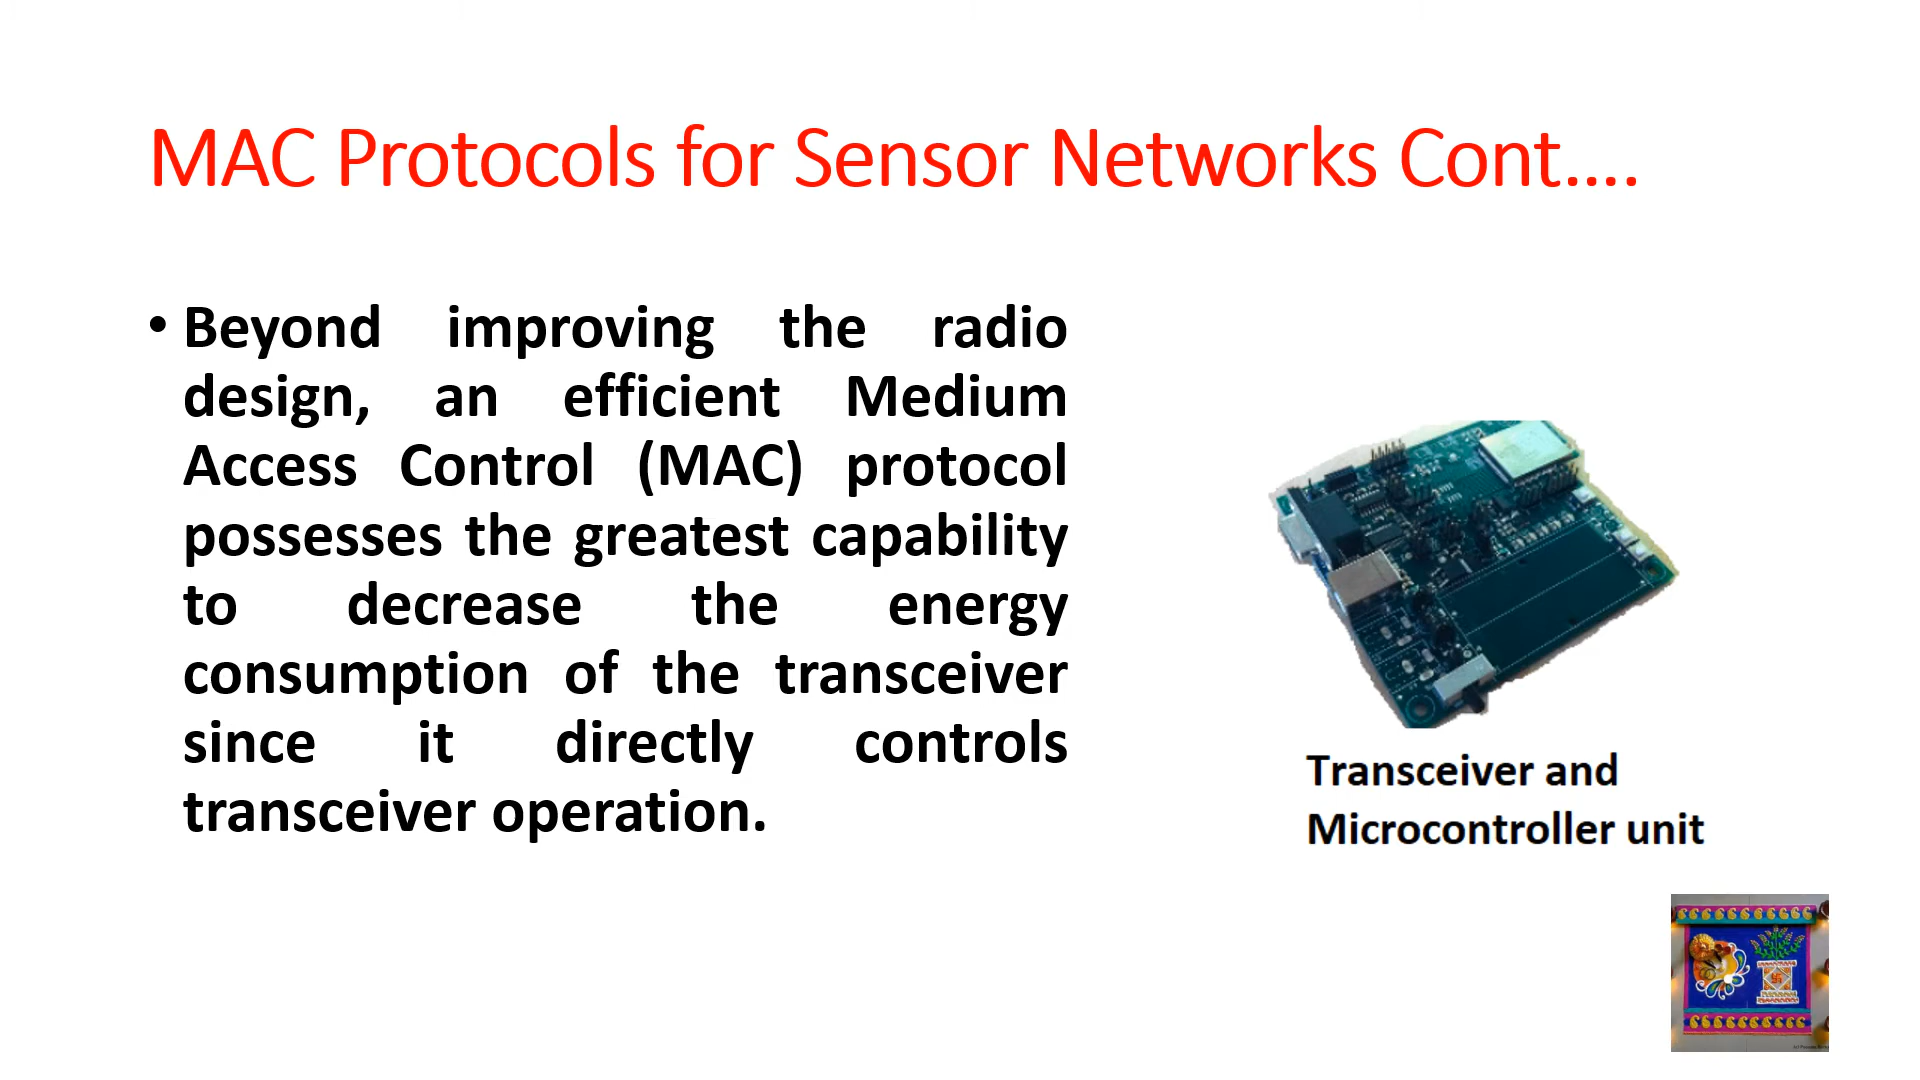 MAC Protocols for Sensor Networks Cont....
• Beyond improving the radio
design, an efficient Medium
Access Control (MAC) protocol
possesses the greatest capability
to decrease the energy
consumption of the transceiver
since it directly controls
transceiver operation.
Transceiver and
Microcontroller unit